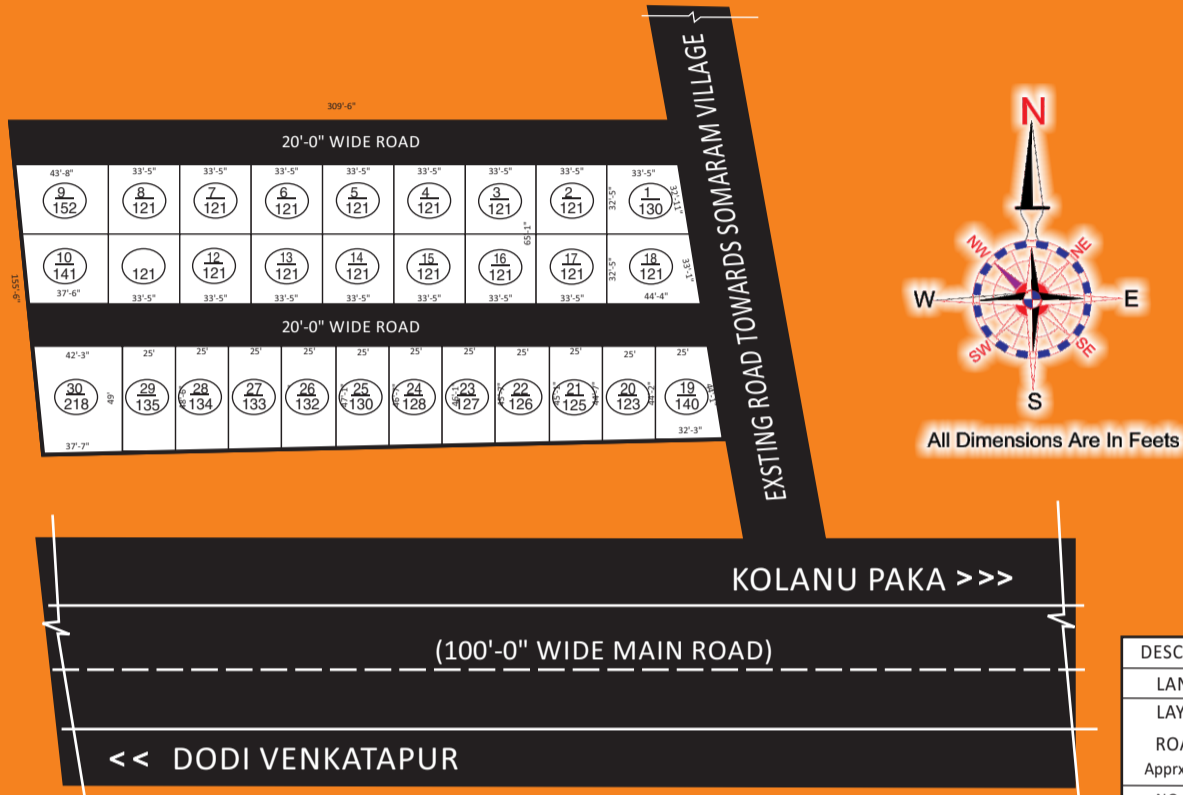 309'-6"
20'-0" WIDE ROAD
43'-8" 33'-5" 33'-5" 33'-5" 33'-5" 33'-5" 33'-5" 33'-5" 33'-5"
9 8 7 6 5 4 3 2 1
152 121 121 121 121 121 121 121 130
32'-5" 32'-11"
65'-1"
10 12 13 14 15 16 17 18
141 121 121 121 121 121 121 121 121
32'-5" 33'-1"
37'-6" 33'-5" 33'-5" 33'-5" 33'-5" 33'-5" 33'-5" 33'-5" 44'-4"
155'-6"
20'-0" WIDE ROAD
42'-3" 25' 25' 25' 25' 25' 25' 25' 25' 25' 25' 25'
30 29 28 27 26 25 24 23 22 21 20 19
218 135 134 133 132 130 128 127 126 125 123 140
49' 44'-2"
37'-7" 32'-3"
EXSTING ROAD TOWARDS SOMARAM VILLAGE
N
NW NE
W E
SW SE
S
All Dimensions Are In Feets
KOLANU PAKA >>>
(100'-0" WIDE MAIN ROAD)
<< DODI VENKATAPUR
DESC
LAN
LAY
ROA
Apprx